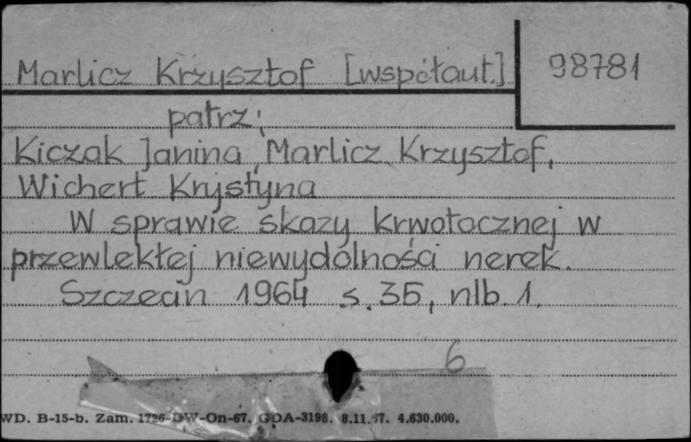 Marlicz Krzysztof [współaut.] 98781
patrz:
Kiczak Janina, Marlicz Krzysztof,
Wichert Krystyna
W sprawie skazy krwotocznej w
przewlekłej niewydolności nerek.
Szczecin 1964 s. 35, nlb. 1.
6
WD. B-15-b. Zam. 1726 DW-On-67. GDA-3198. 8.11.67. 4.630.000.